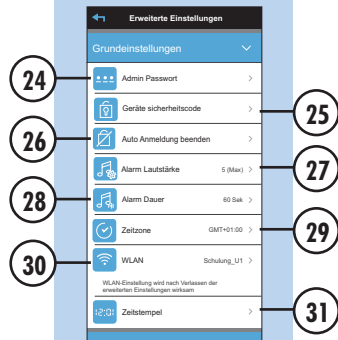 Erweiterte Einstellungen
Grundeinstellungen
24 Admin Passwort
Geräte sicherheitscode 25
26 Auto Anmeldung beenden
Alarm Lautstärke 5 (Max) 27
28 Alarm Dauer 60 Sek
Zeitzone GMT+01:00 29
30 WLAN Schulung_U1
WLAN-Einstellung wird nach Verlassen der
erweiterten Einstellungen wirksam
12:0: Zeitstempel 31